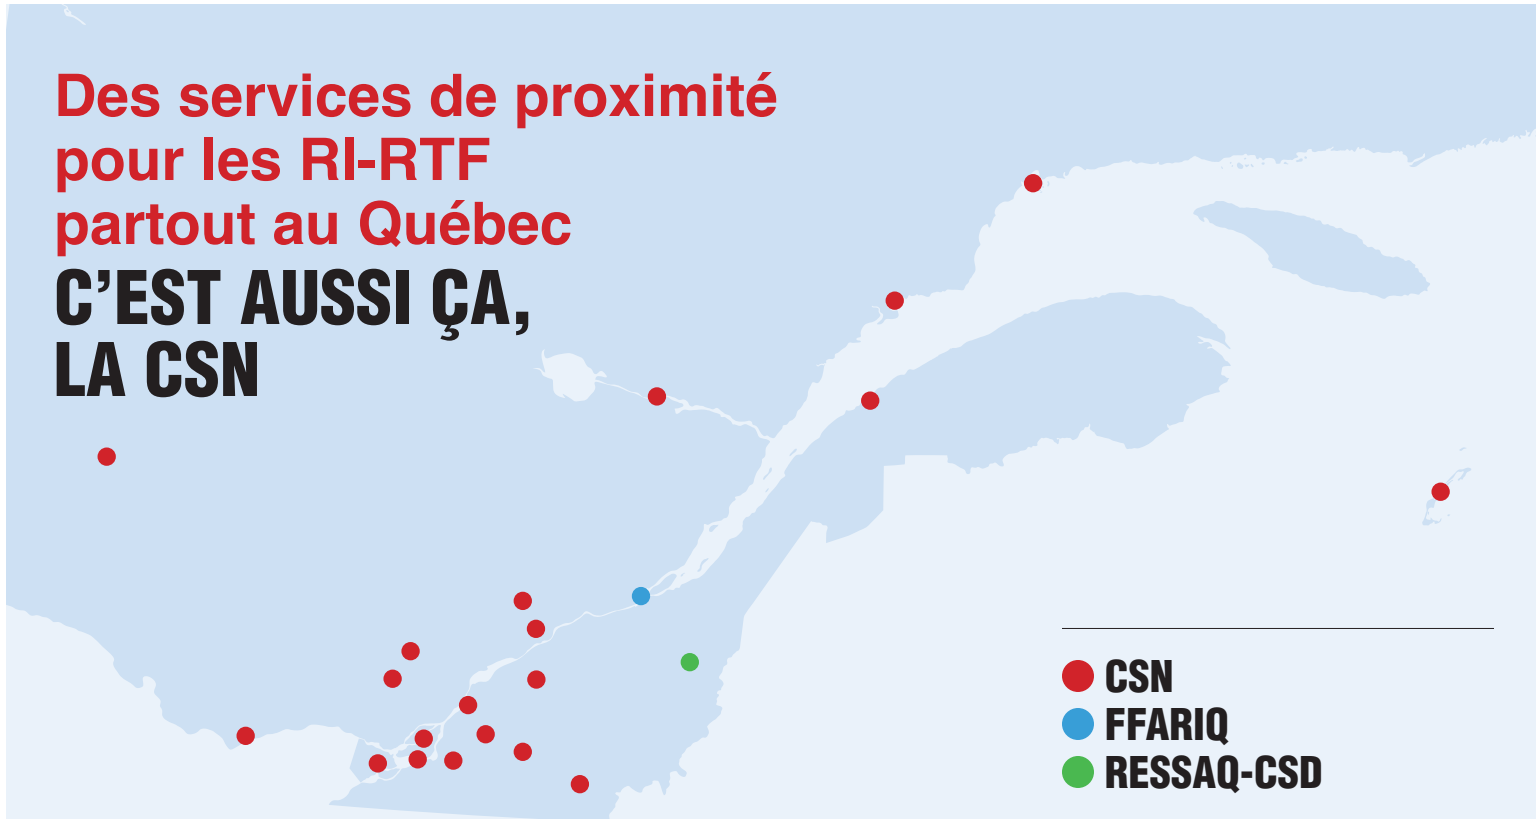 Des services de proximité
pour les RI-RTF
partout au Québec
C’EST AUSSI ÇA,
LA CSN
CSN
FFARIQ
RESSAQ-CSD